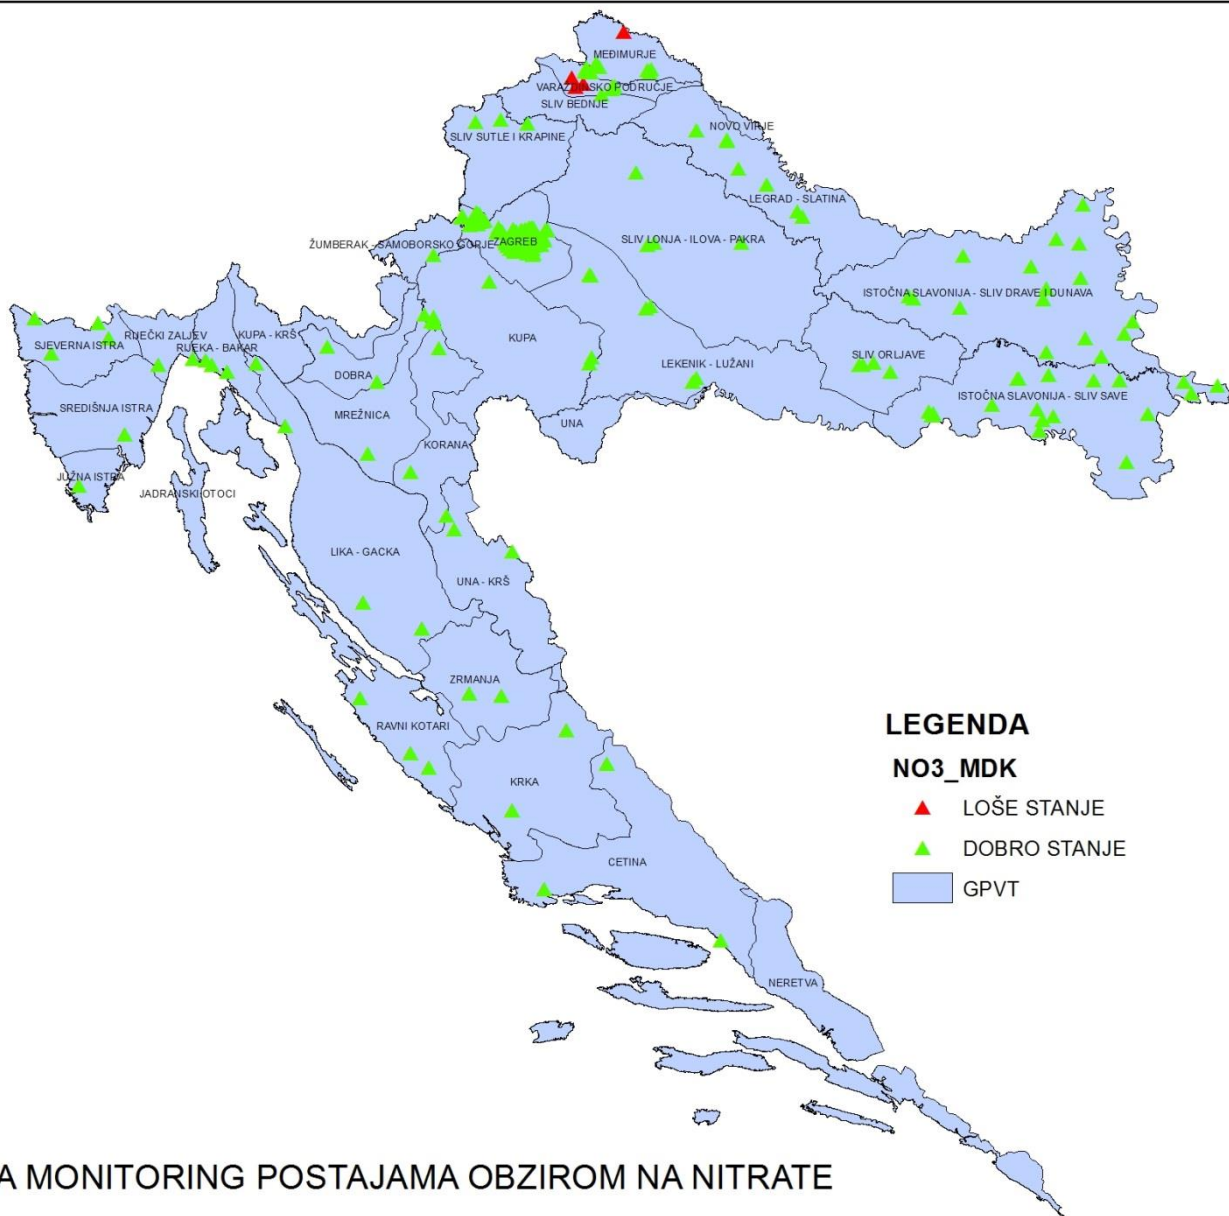 MEĐIMURJE
VARAŽDINSKO PODRUČJE
SLIV BEDNJE
SLIV SUTLE I KRAPINE
NOVO VIRJE
LEGRAD - SLATINA
ŽUMBERAK - SAMOBORSKO GORJE
ZAGREB
SLIV LONJA - ILOVA - PAKRA
ISTOČNA SLAVONIJA - SLIV DRAVE I DUNAVA
SJEVERNA ISTRA
RIJEČKI ZALJEV
RIJEKA - BAKAR
KUPA - KRŠ
KUPA
DOBRA
LEKENIK - LUŽANI
SLIV ORLJAVE
ISTOČNA SLAVONIJA - SLIV SAVE
SREDIŠNJA ISTRA
MREŽNICA
KORANA
UNA
JUŽNA ISTRA
JADRANSKI OTOCI
LIKA - GACKA
UNA - KRŠ
ZRMANJA
RAVNI KOTARI
KRKA
CETINA
NERETVA
LEGENDA
NO3_MDK
LOŠE STANJE
DOBRO STANJE
GPVT
A MONITORING POSTAJAMA OBZIROM NA NITRATE